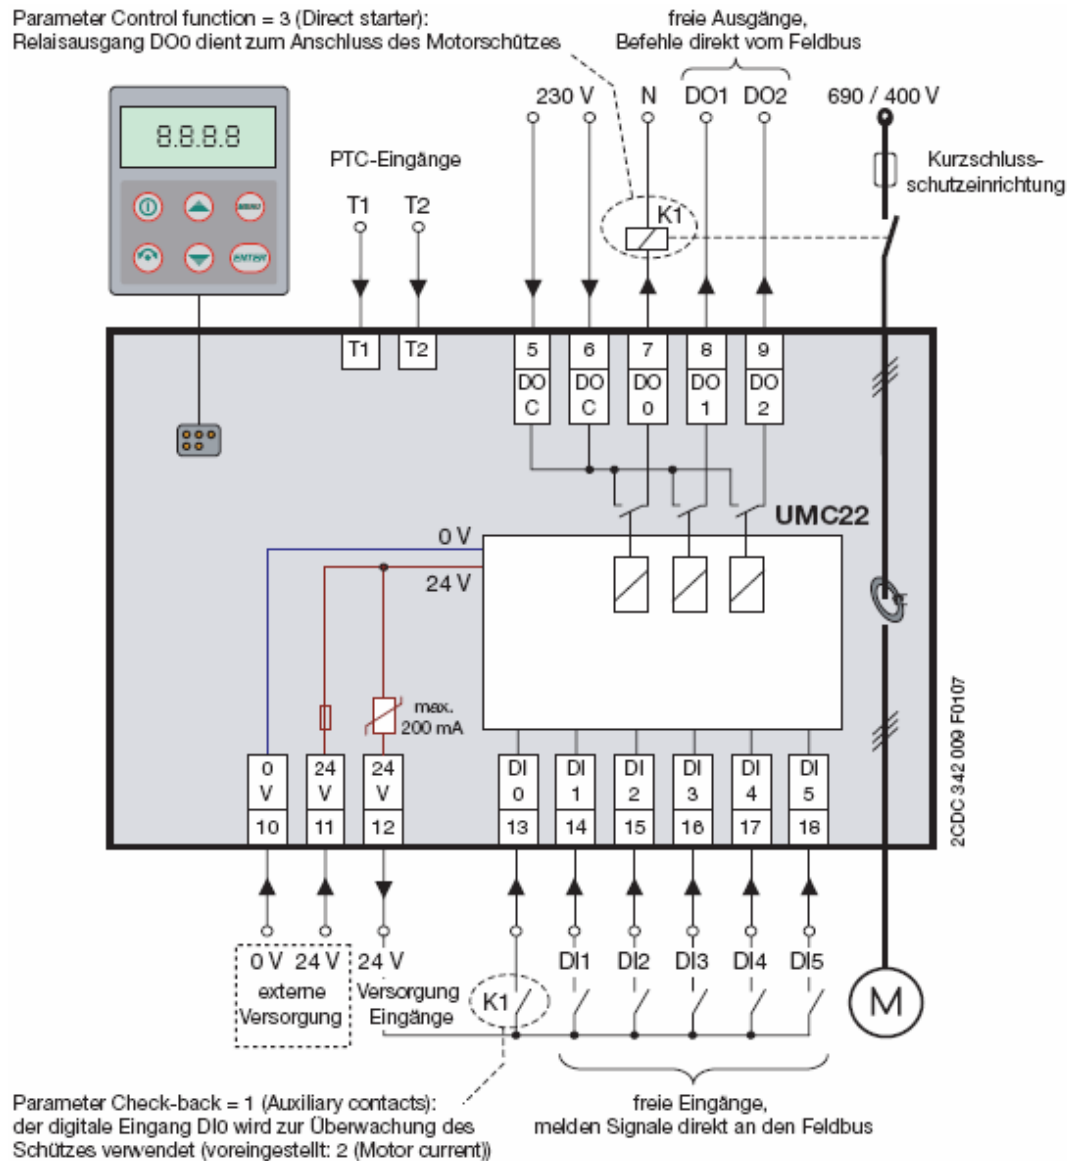 Parameter Control function = 3 (Direct starter):
Relaisausgang DO0 dient zum Anschluss des Motorschützes
freie Ausgänge,
Befehle direkt vom Feldbus
230 V N DO1 DO2 690 / 400 V
8.8.8.8
MENU
ENTER
PTC-Eingänge
T1 T2
K1
Kurzschluss-
schutzeinrichtung
T1 T2 5 6 7 8 9
DO DO DO DO DO
C C 0 1 2
UMC22
0 V
24 V
max.
200 mA
0 24 24 DI DI DI DI DI DI
V V V 0 1 2 3 4 5
10 11 12 13 14 15 16 17 18
2CDC 342 009 F0107
0 V 24 V 24 V DI1 DI2 DI3 DI4 DI5
externe
Versorgung
Versorgung
Eingänge
K1
M
Parameter Check-back = 1 (Auxiliary contacts):
der digitale Eingang DI0 wird zur Überwachung des
Schützes verwendet (voreingestellt: 2 (Motor current))
freie Eingänge,
melden Signale direkt an den Feldbus